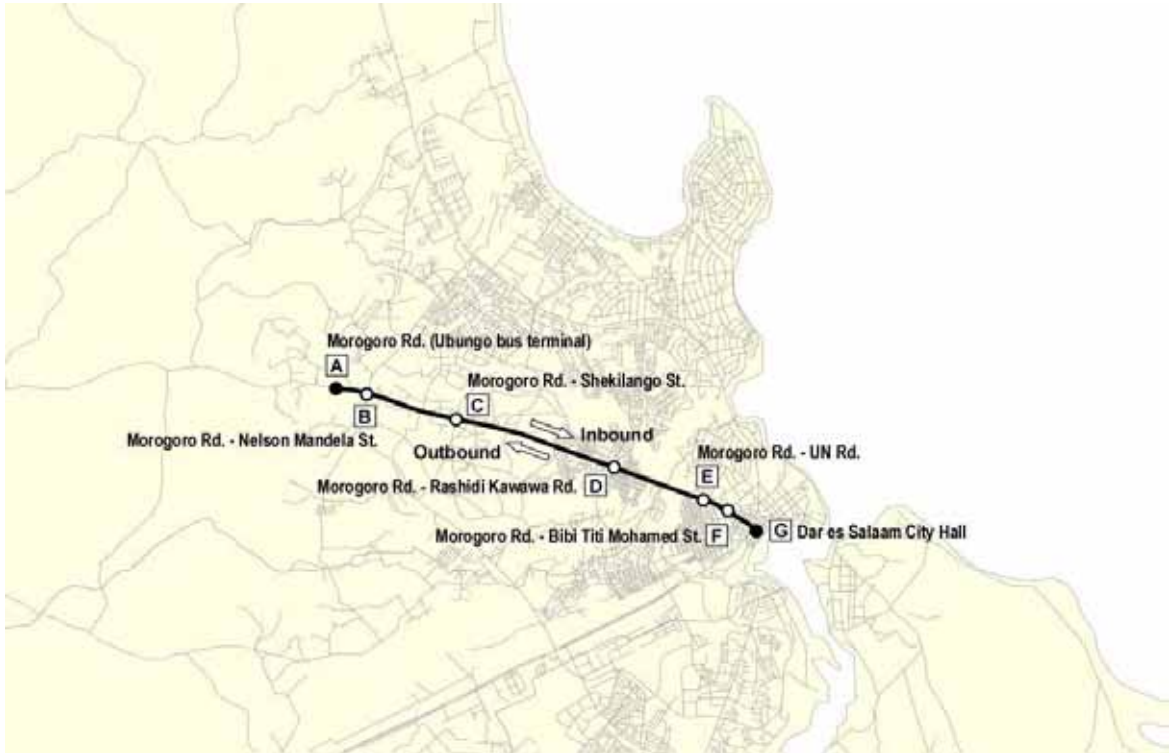 Morogoro Rd. (Ubungo bus terminal)
A
Morogoro Rd. - Shekilango St.
C
B
Inbound
Morogoro Rd. - Nelson Mandela St.
Outbound
Morogoro Rd. - UN Rd.
E
Morogoro Rd. - Rashidi Kawawa Rd. D
Morogoro Rd. - Bibi Titi Mohamed St. F
G Dar es Salaam City Hall